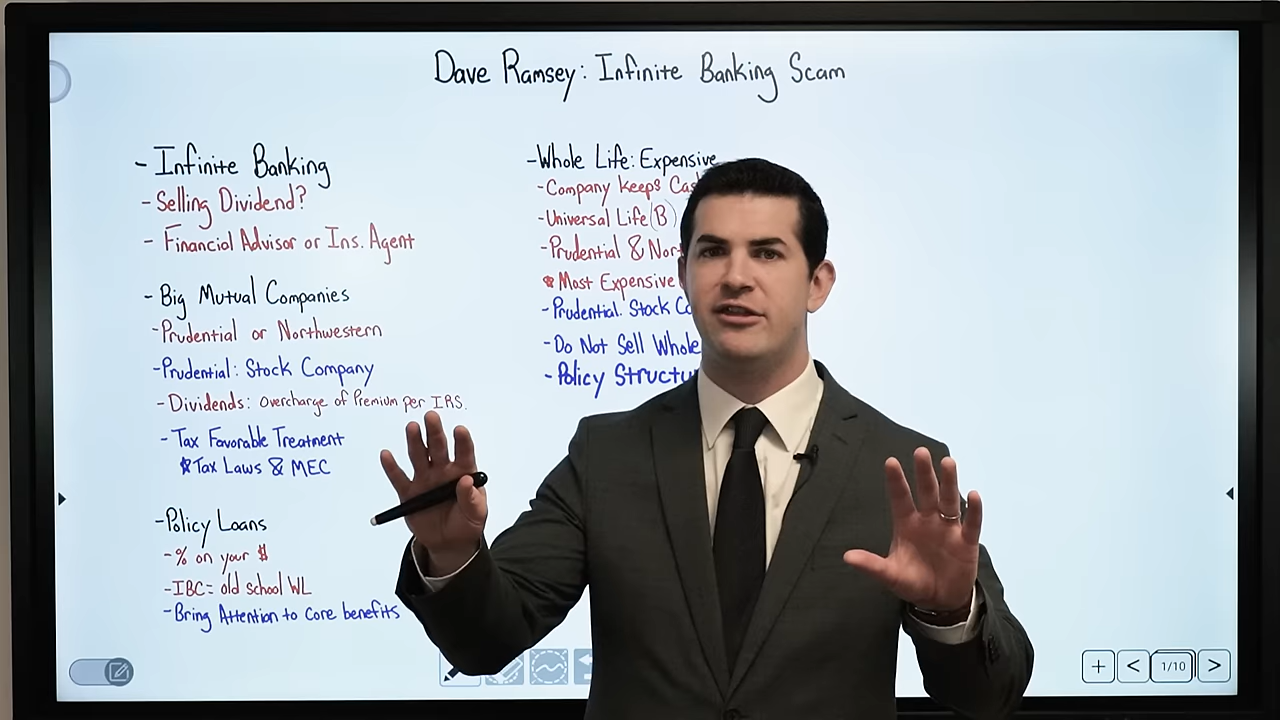 Dave Ramsey: Infinite Banking Scam
- Infinite Banking
- Selling Dividend?
- Financial Advisor or Ins. Agent
- Big Mutual Companies
- Prudential or Northwestern
- Prudential: Stock Company
- Dividends: Overcharge of Premium per IRS.
- Tax Favorable Treatment
* Tax Laws & MEC
- Policy Loans
- % on your $
- IBC= old school WL
- Bring Attention to core benefits
- Whole Life: Expensive
- Company keeps
- Universal Life (B)
- Prudential &
* Most Expensive
- Prudential. Stock
- Do Not Sell Whole
- Policy
+ < 1/10 >